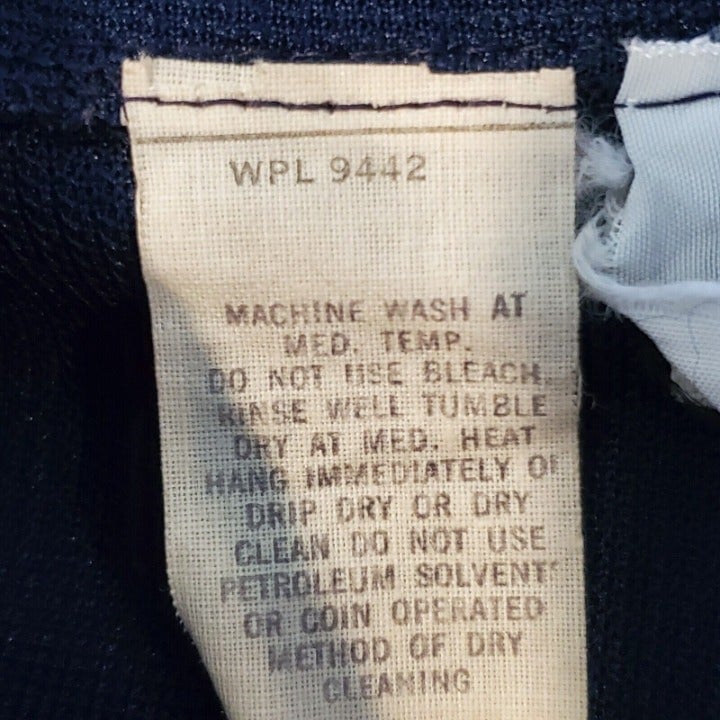 WPL 9442
MACHINE WASH AT
MED. TEMP.
DO NOT USE BLEACH.
RINSE WELL TUMBLE
DRY AT MED. HEAT
HANG IMMEDIATELY OR
DRIP DRY OR DRY
CLEAN DO NOT USE
PETROLEUM SOLVENTS
OR COIN OPERATED
METHOD OF DRY
CLEANING